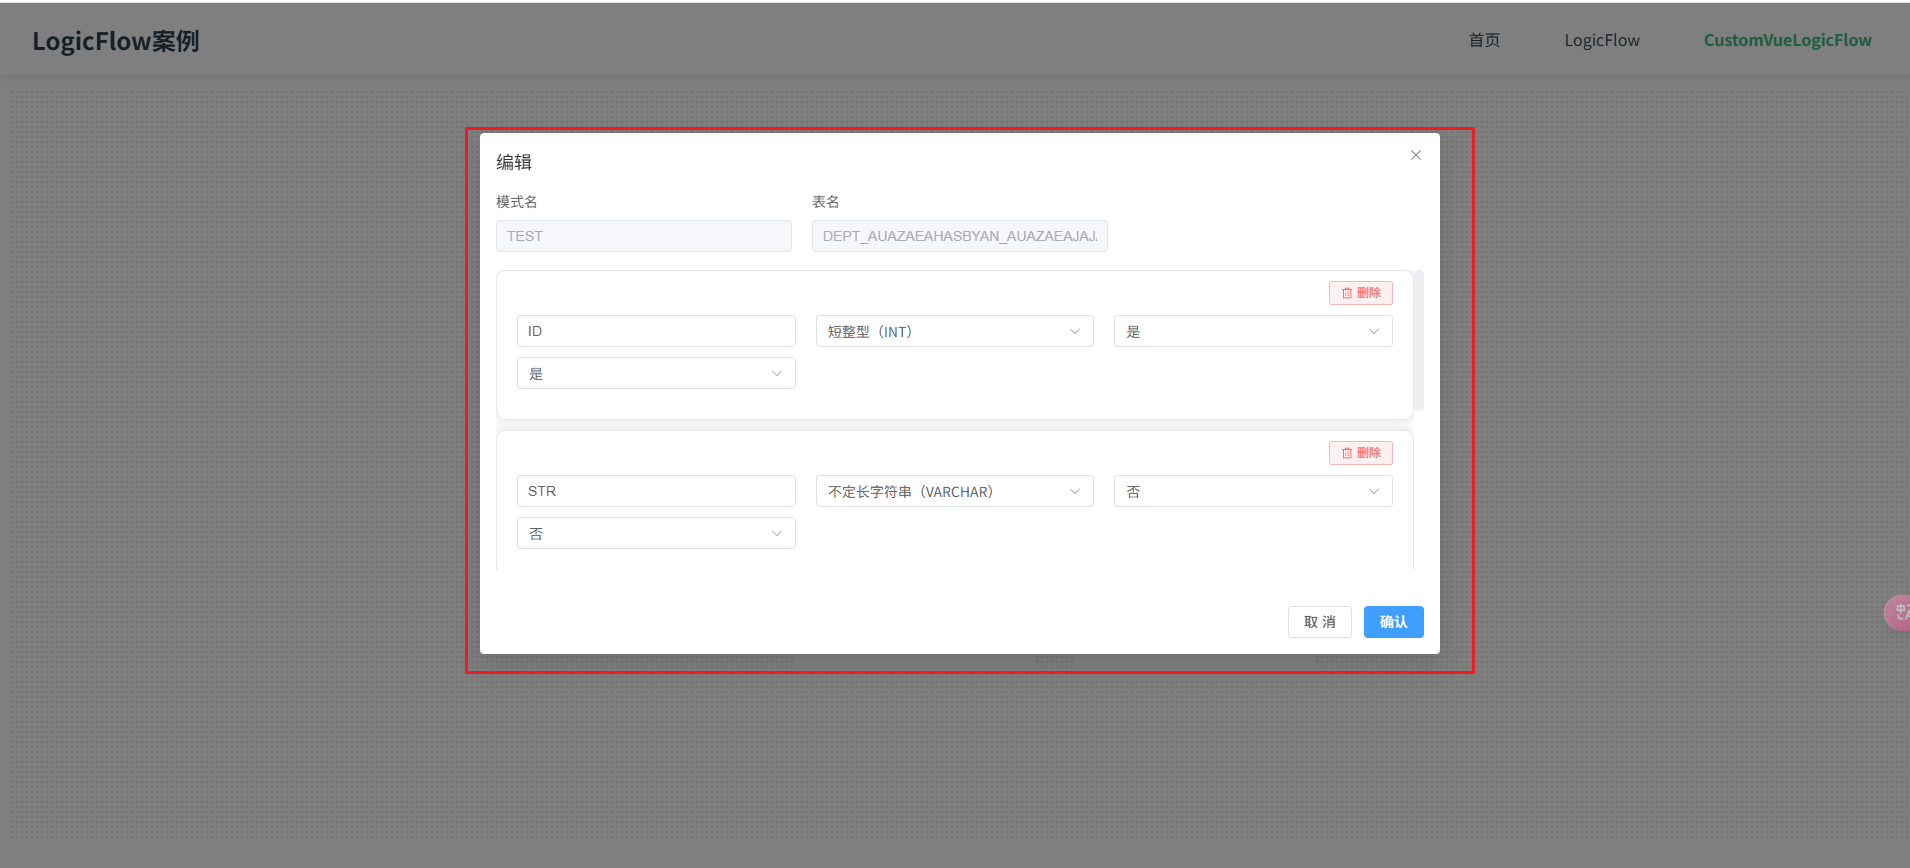 LogicFlow案例
首页 LogicFlow CustomVueLogicFlow
编辑
模式名 表名
TEST DEPT_AUAZAEAHASBYAN_AUAZAEAJAJ
删除
ID 短整型（INT） 是
是
删除
STR 不定长字符串（VARCHAR） 否
否
取 消 确认